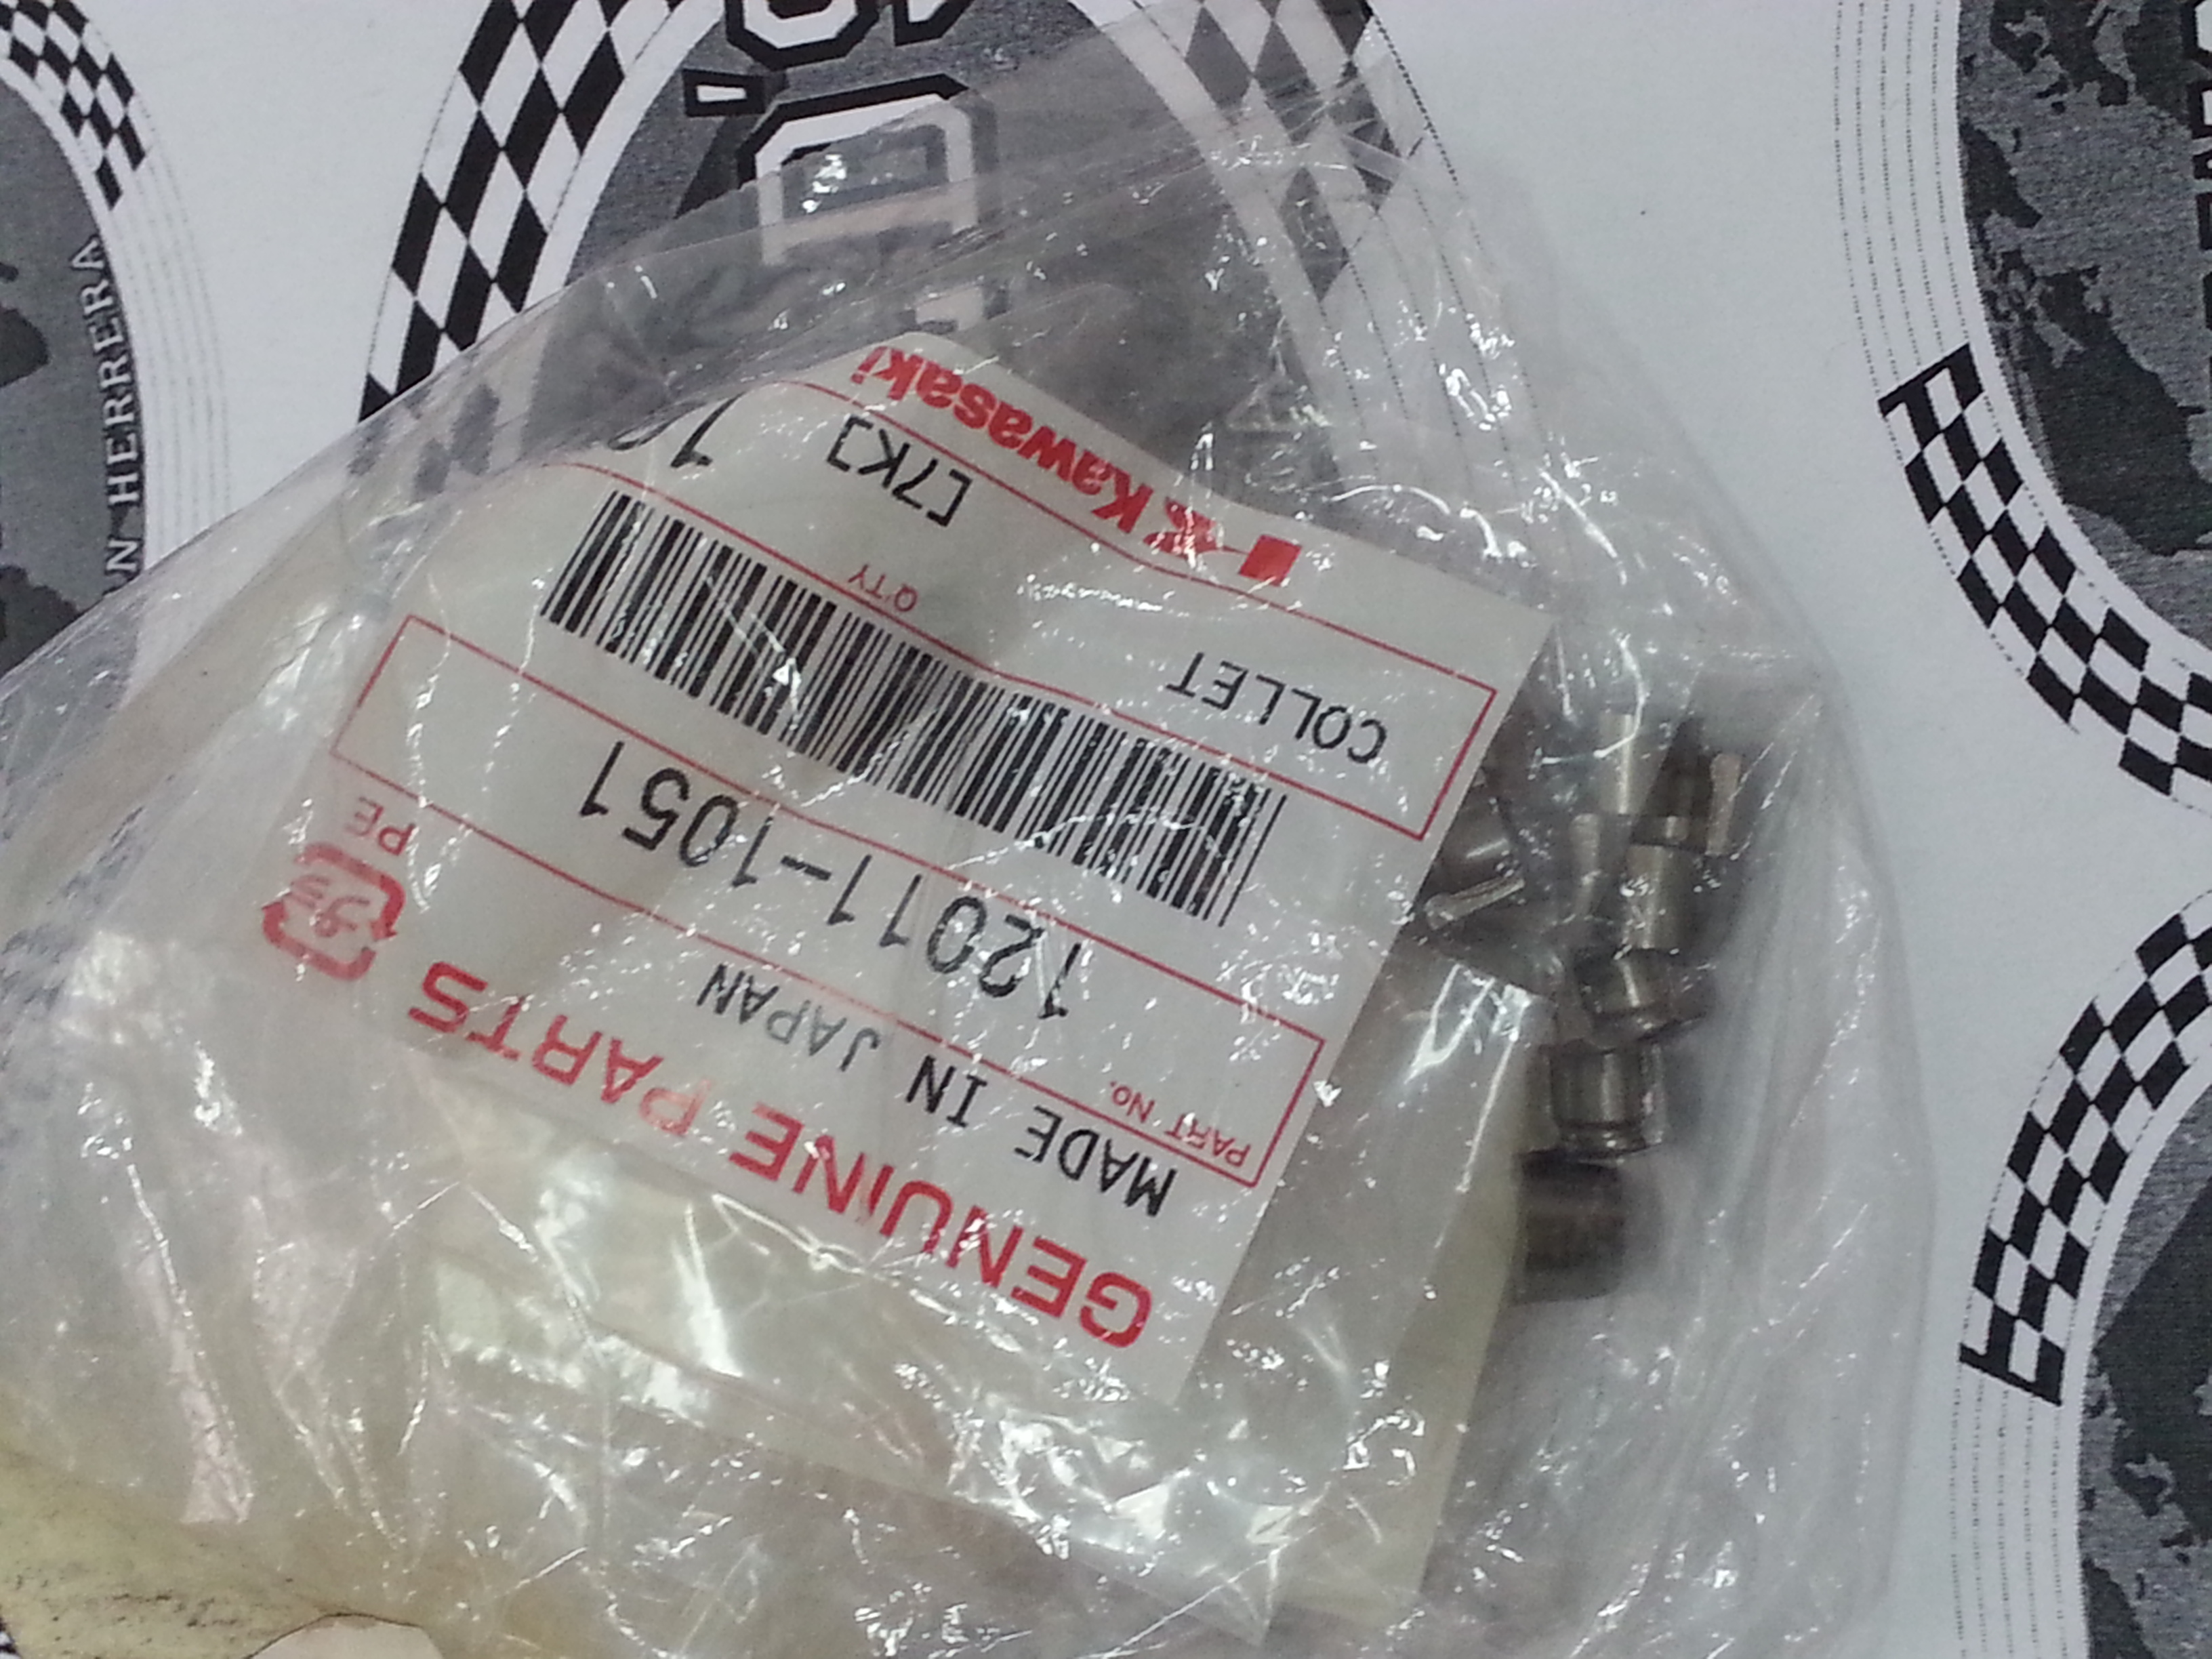 Kawasaki
COLLET
[7K]
Q'TY
12011-1051
PART No.
MADE IN JAPAN
PE
GENUINE PARTS
N HERRERA